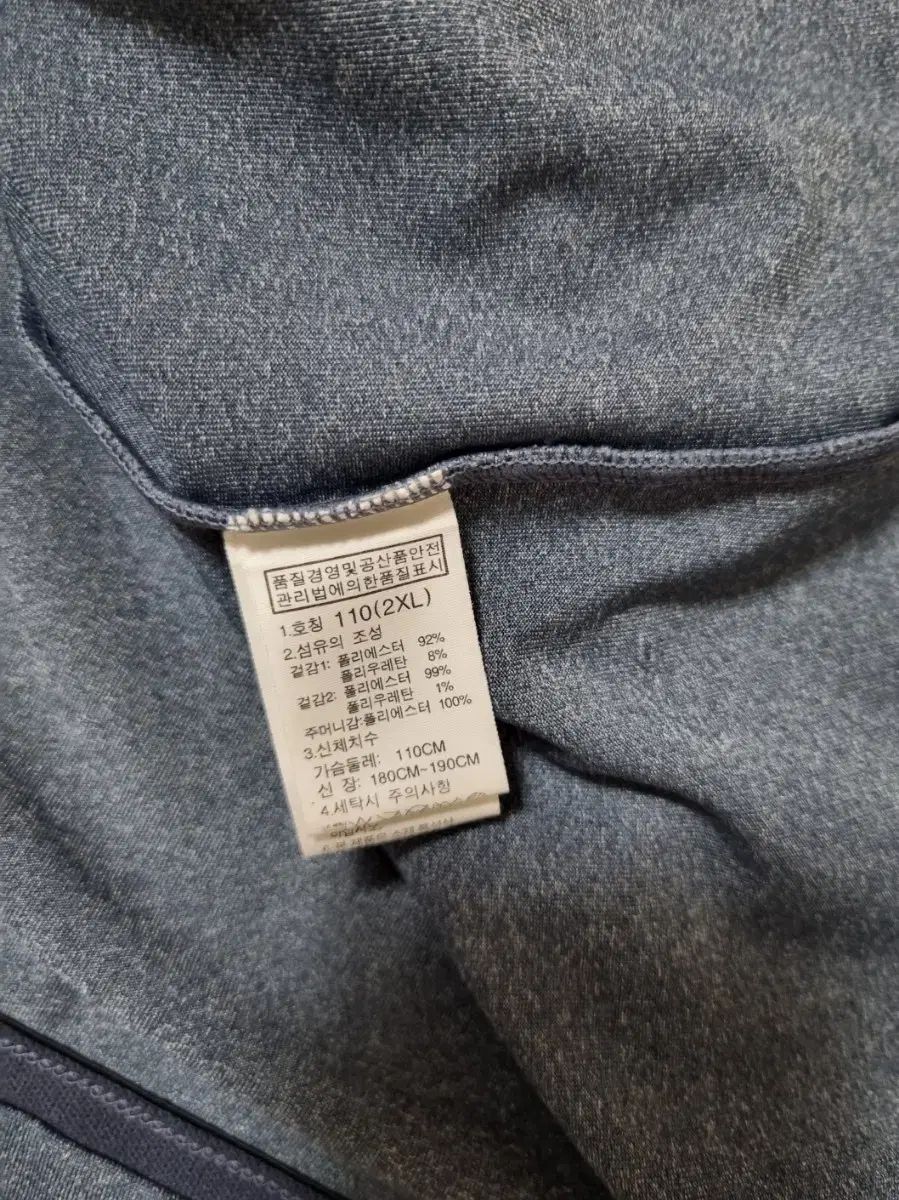 품질경영및공산품안전
관리법에의한품질표시
1.호칭 110(2XL)
2.섬유의 조성
겉감1: 폴리에스터 92%
폴리우레탄 8%
겉감2: 폴리에스터 99%
폴리우레탄 1%
주머니감:폴리에스터 100%
3.신체치수
가슴둘레: 110CM
신 장: 180CM~190CM
4.세탁시 주의사항